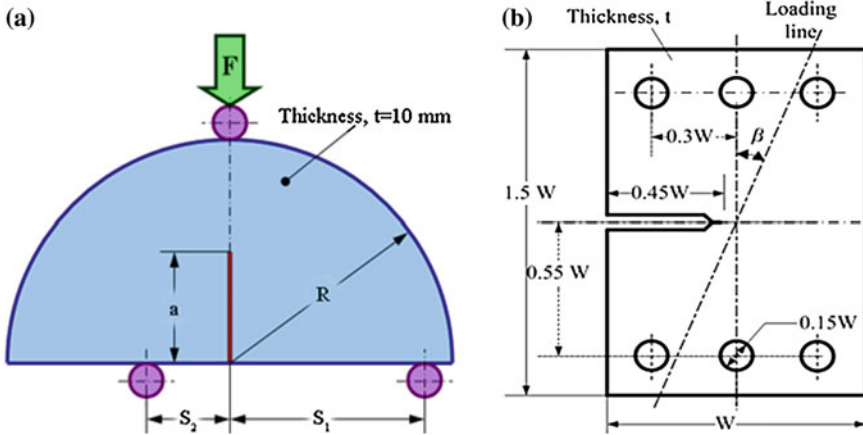 (a)
F
Thickness, t=10 mm
a
R
S₂
S₁
(b)
Thickness, t
Loading
line
β
0.3W
0.45W
1.5 W
0.55 W
0.15W
W